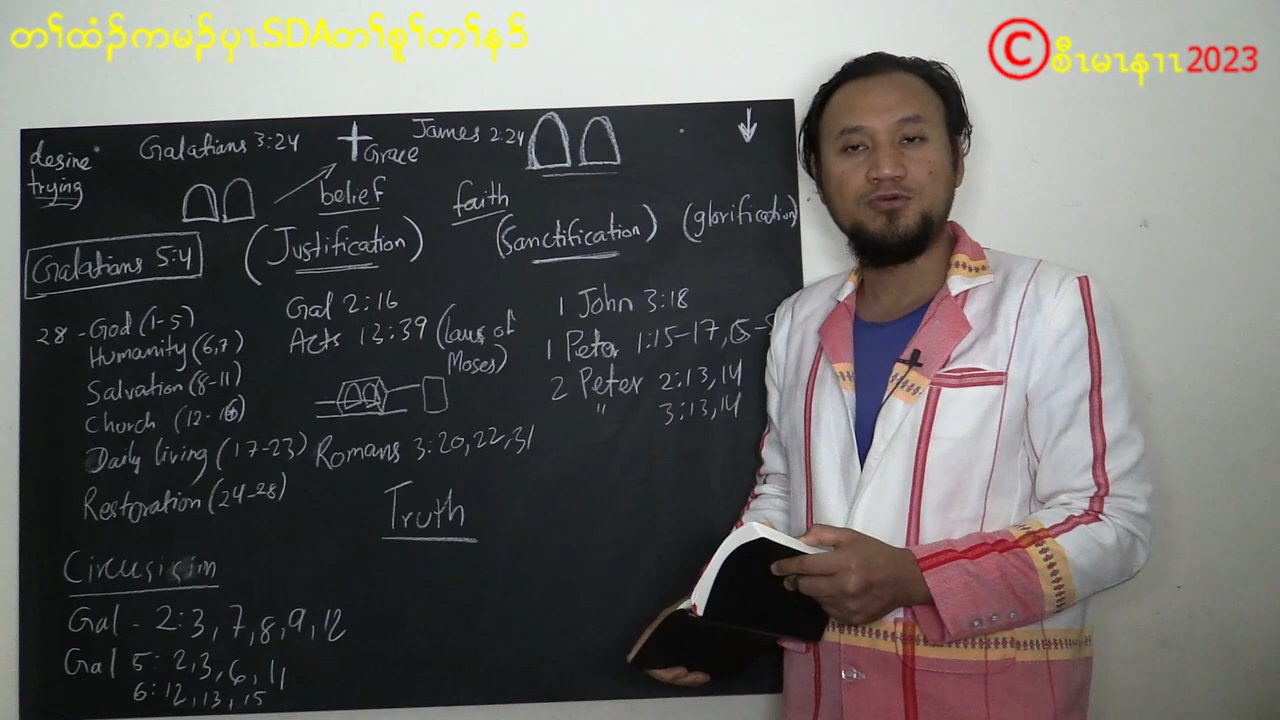 တၢ်ထံၣ်ကမၣ်ပှၤSDAတၢ်စူၢ်တၢ်နာ်
စီၤမၤနၢၤ2023
desire
trying
Galatians 3:24
Grace
James 2:24
belief
faith
Galatians 5:4
(Justification)
(Sanctification)
(glorification)
28 - God (1-5)
Humanity (6,7)
Salvation (8-11)
Church
Daily living (17-23)
Restoration (24-28)
Gal 2:16
Acts 13:39 (laws of
Moses)
Romans 3:20,22,31
Truth
1 John 3:18
1 Peter 1:15-17,
2 Peter 2:13,14
" 3:13,14
Gal - 2:3, 7, 8, 9, 12
Gal 5: 2,3, 6, 11
6: 12, 13, 15